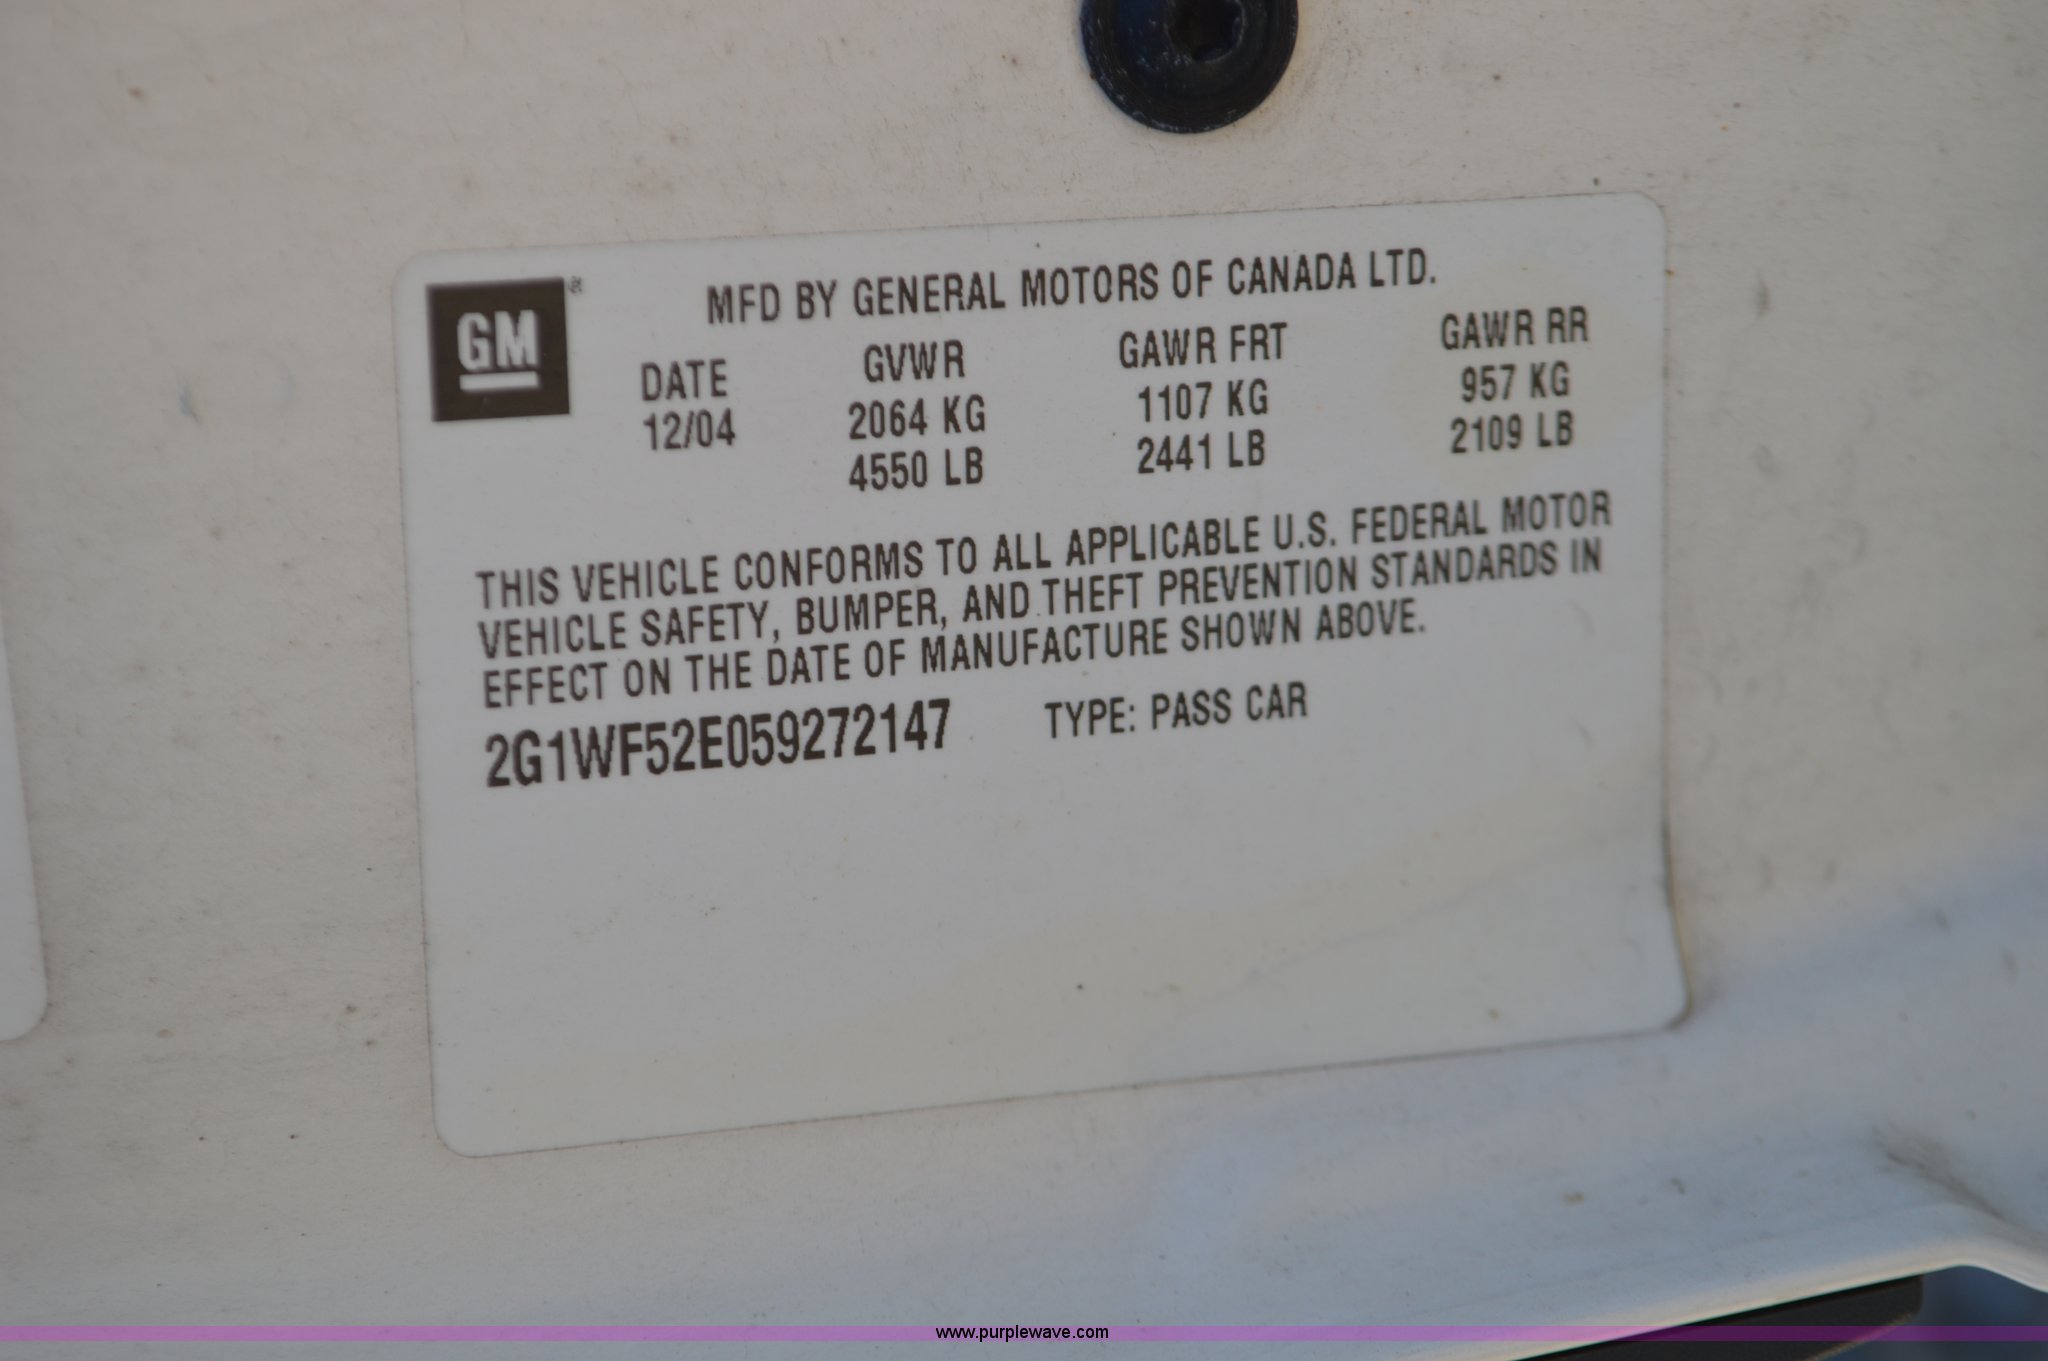 GM
MFD BY GENERAL MOTORS OF CANADA LTD.
DATE GVWR GAWR FRT GAWR RR
12/04 2064 KG 1107 KG 957 KG
4550 LB 2441 LB 2109 LB
THIS VEHICLE CONFORMS TO ALL APPLICABLE U.S. FEDERAL MOTOR
VEHICLE SAFETY, BUMPER, AND THEFT PREVENTION STANDARDS IN
EFFECT ON THE DATE OF MANUFACTURE SHOWN ABOVE.
2G1WF52E059272147 TYPE: PASS CAR
www.purplewave.com